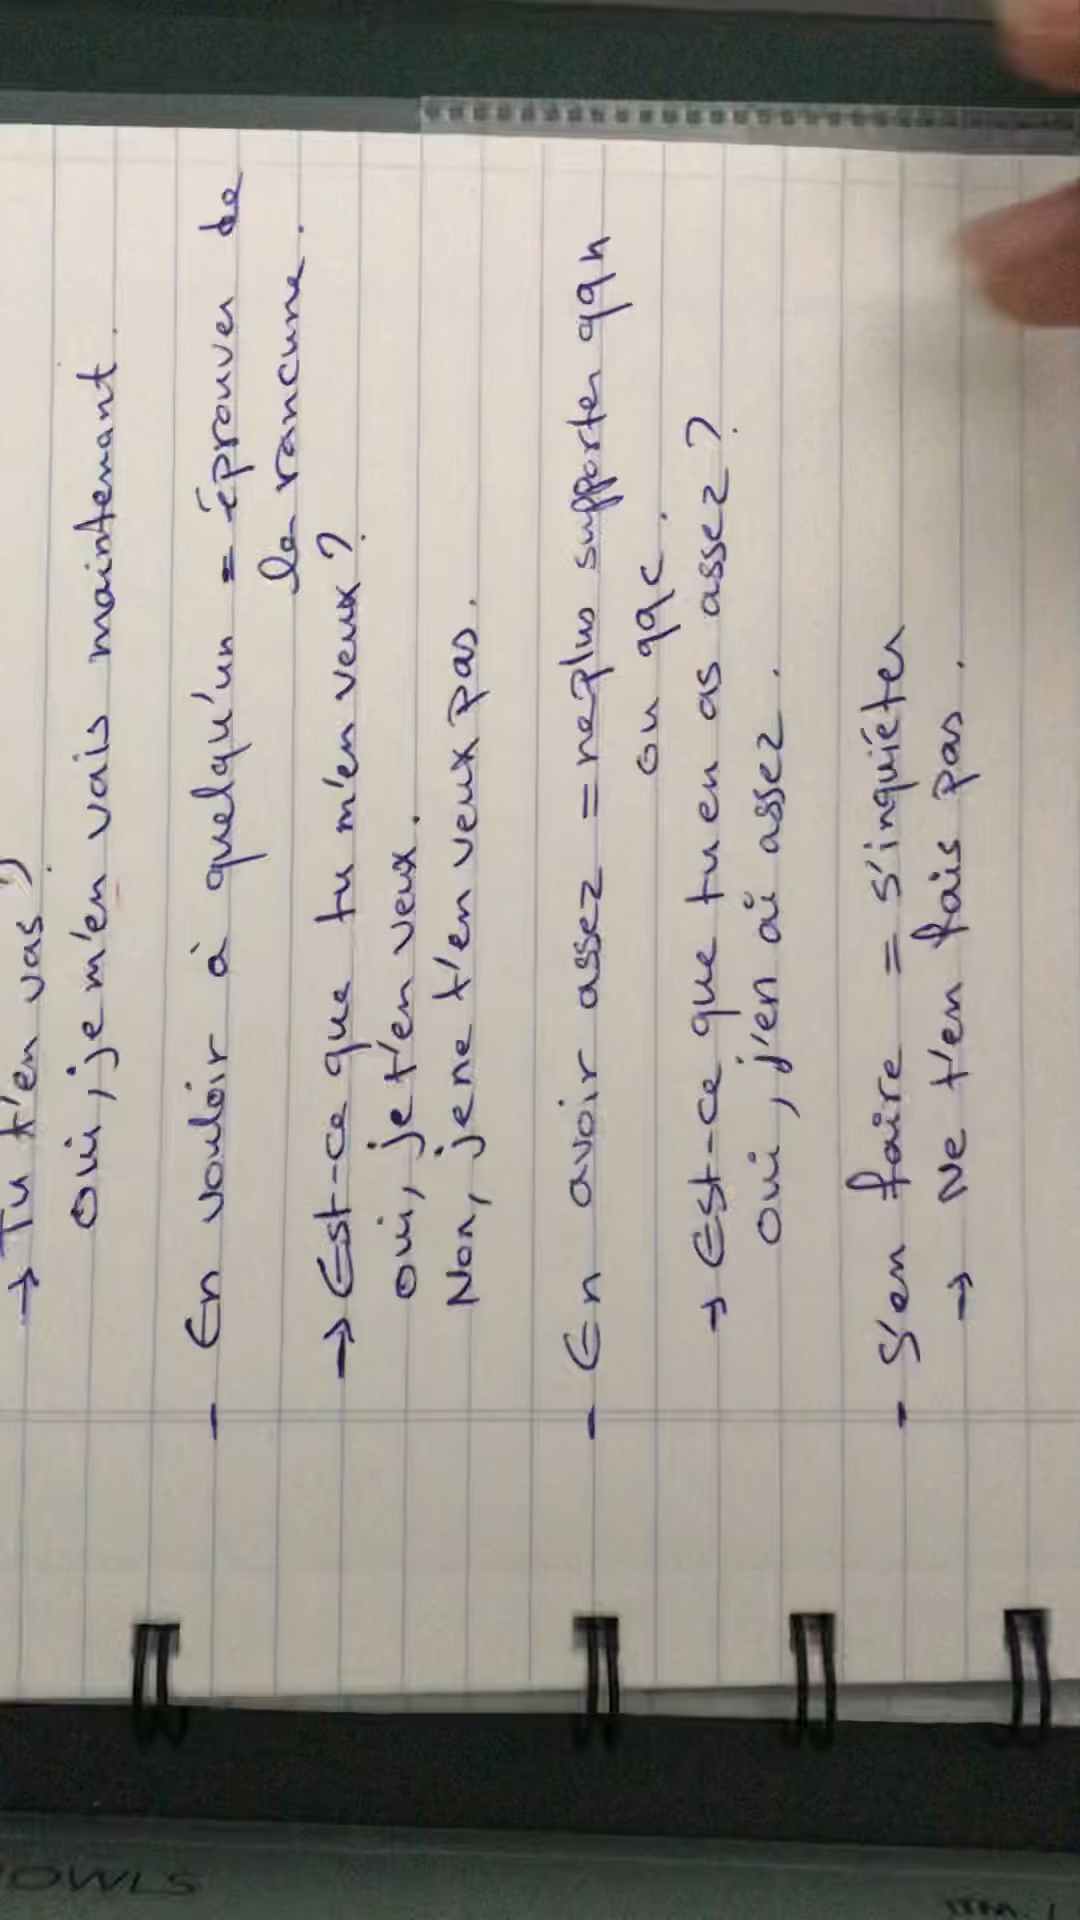 → Tu t'en vas ?
Oui, je m'en vais maintenant.
- En vouloir à quelqu'un = éprouver de
la rancune.
→ Est-ce que tu m'en veux ?
Oui, je t'en veux.
Non, je ne t'en veux pas.
- En avoir assez = ne plus supporter qqn
ou qqc.
→ Est-ce que tu en as assez ?
Oui, j'en ai assez.
- S'en faire = s'inquiéter
→ Ne t'en fais pas.
OWLS
ITM.